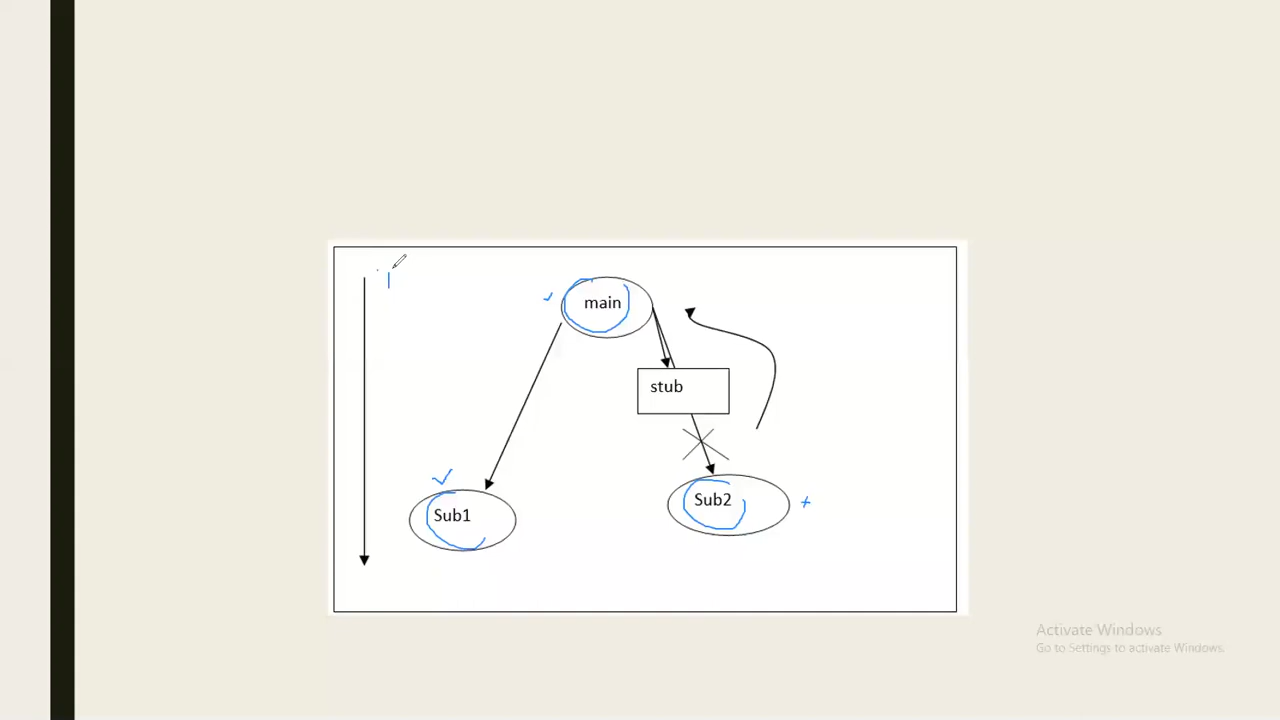 main
stub
Sub2
Sub1
Activate Windows
Go to Settings to activate Windows.